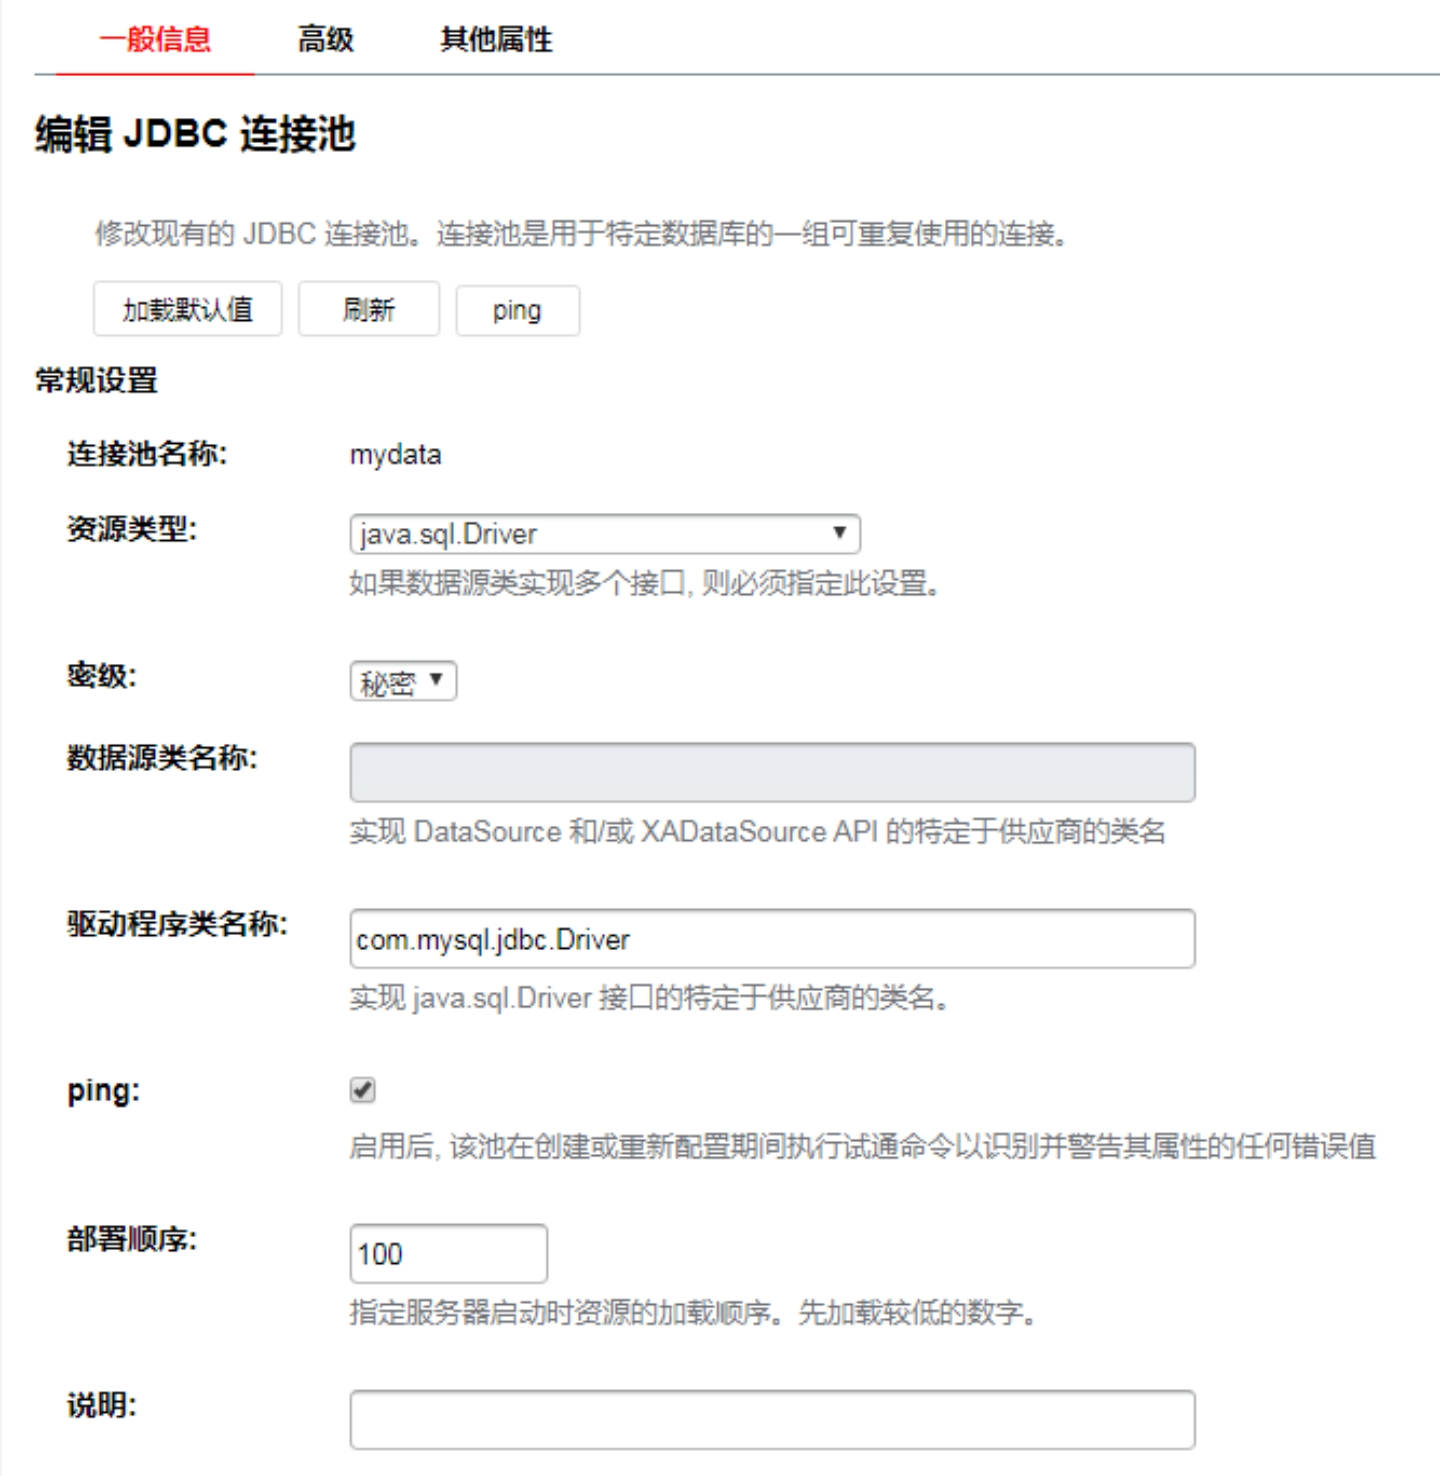 一般信息 高级 其他属性
编辑 JDBC 连接池
修改现有的 JDBC 连接池。连接池是用于特定数据库的一组可重复使用的连接。
加载默认值 刷新 ping
常规设置
连接池名称: mydata
资源类型: java.sql.Driver
如果数据源类实现多个接口, 则必须指定此设置。
密级: 秘密
数据源类名称:
实现 DataSource 和/或 XADataSource API 的特定于供应商的类名
驱动程序类名称: com.mysql.jdbc.Driver
实现 java.sql.Driver 接口的特定于供应商的类名。
ping:
启用后, 该池在创建或重新配置期间执行试通命令以识别并警告其属性的任何错误值
部署顺序: 100
指定服务器启动时资源的加载顺序。先加载较低的数字。
说明: